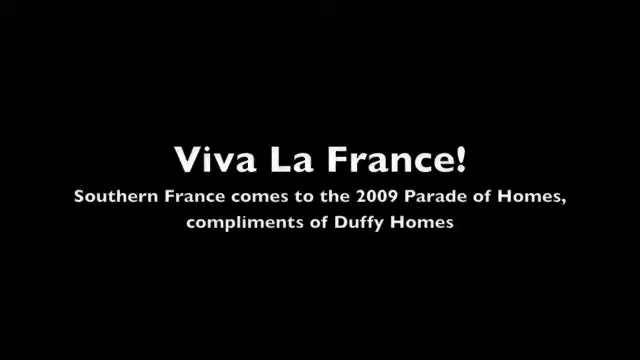 Viva La France!
Southern France comes to the 2009 Parade of Homes,
compliments of Duffy Homes